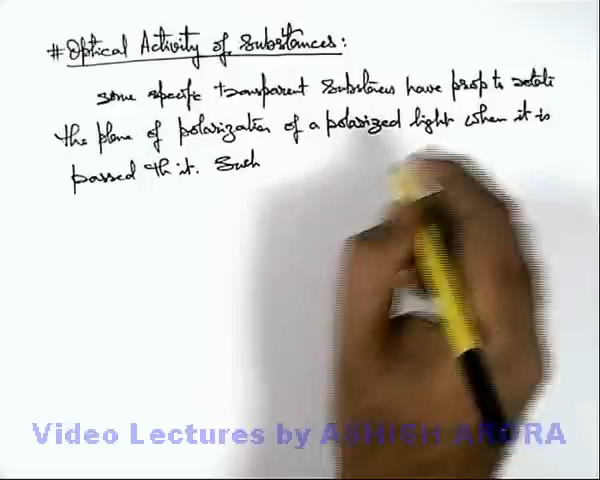 # Optical Activity of Substances:
some specific transparent substances have prop to rotate
the plane of polarization of a polarized light when it is
passed th it. Such
Video Lectures by ASHISH ARORA